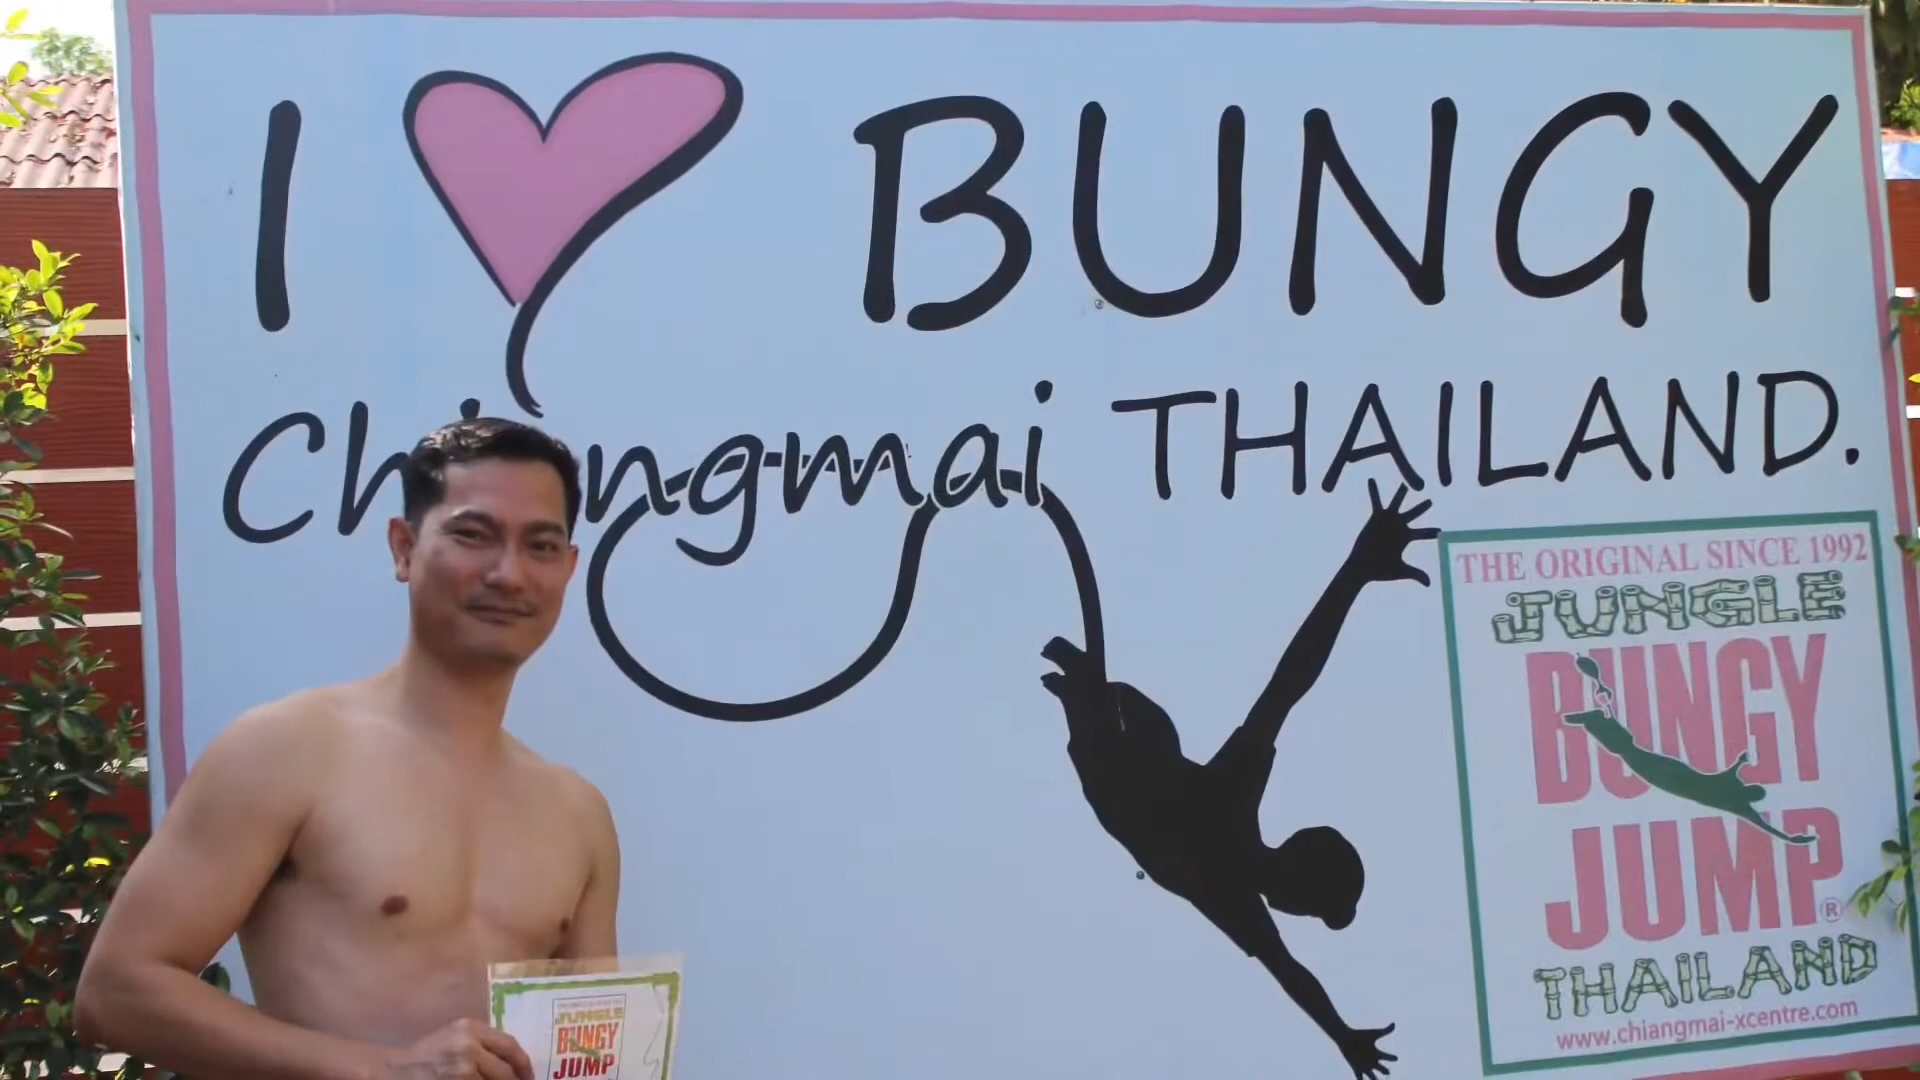 I BUNGY
Chiangmai THAILAND.
THE ORIGINAL SINCE 1992
JUNGLE
BUNGY
JUMP
®
THAILAND
www.chiangmai-xcentre.com
JUNGLE
BUNGY
JUMP